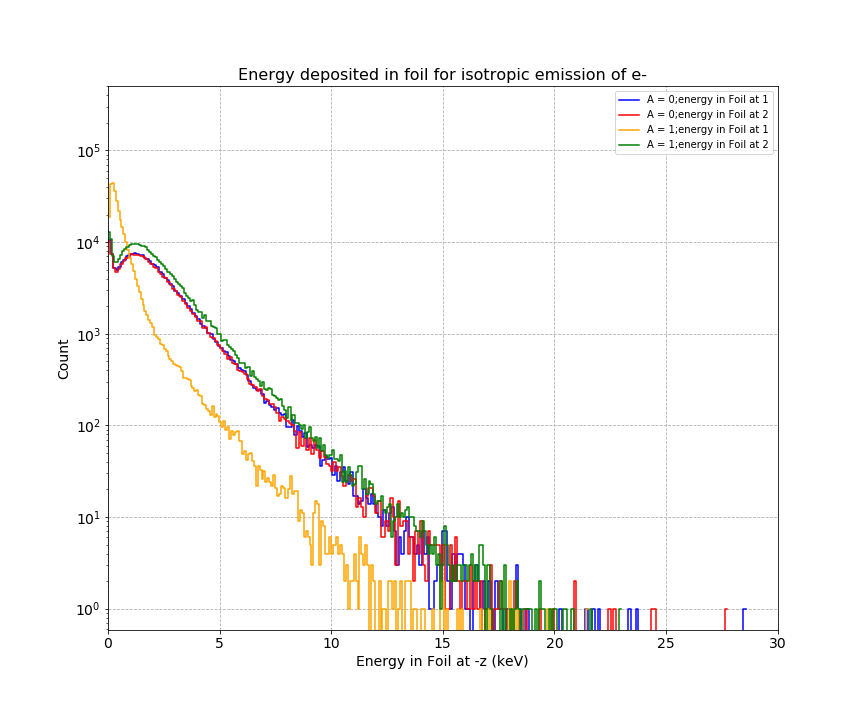 Energy deposited in foil for isotropic emission of e-
A = 0;energy in Foil at 1
A = 0;energy in Foil at 2
A = 1;energy in Foil at 1
A = 1;energy in Foil at 2
10^5
10^4
10^3
10^2
10^1
10^0
Count
0 5 10 15 20 25 30
Energy in Foil at -z (keV)